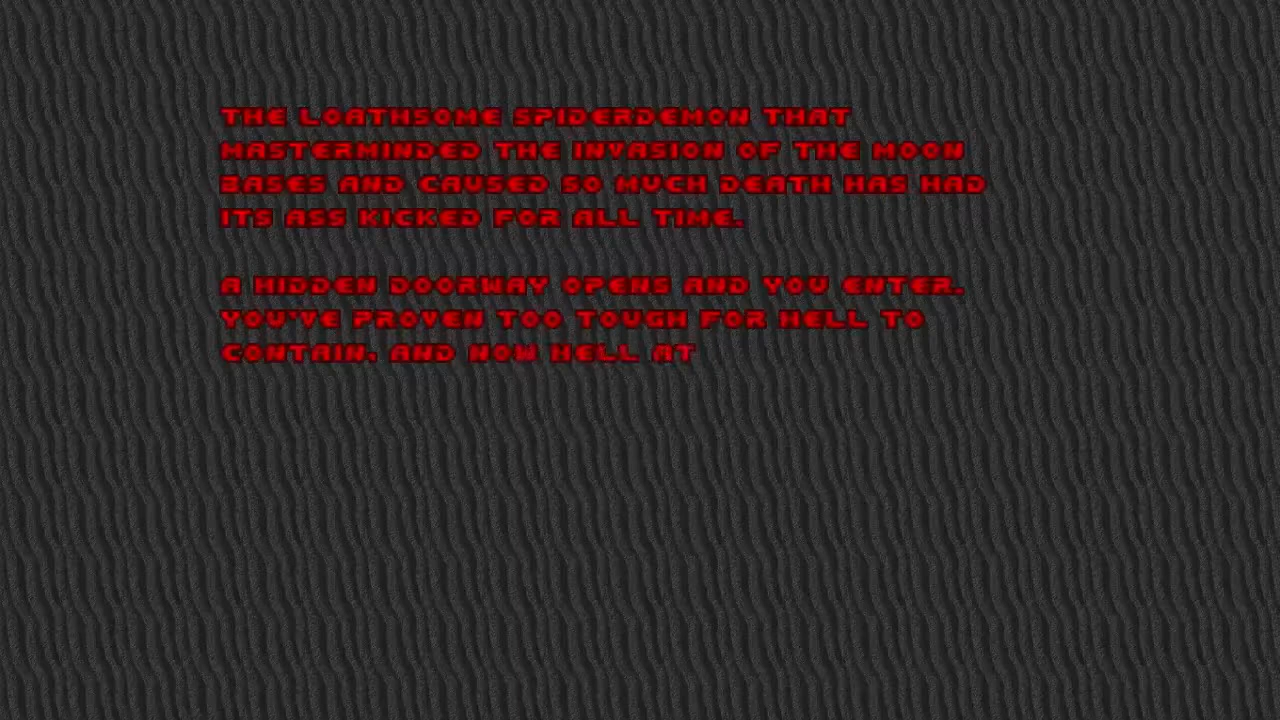 THE LOATHSOME SPIDERDEMON THAT
MASTERMINDED THE INVASION OF THE MOON
BASES AND CAUSED SO MUCH DEATH HAS HAD
ITS ASS KICKED FOR ALL TIME.
A HIDDEN DOORWAY OPENS AND YOU ENTER.
YOU'VE PROVEN TOO TOUGH FOR HELL TO
CONTAIN, AND NOW HELL AT